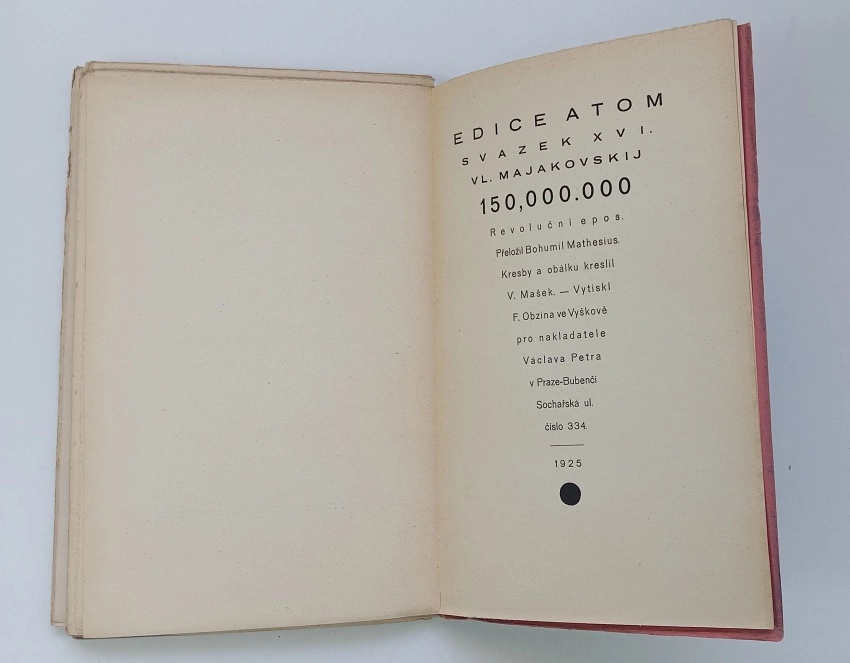 EDICE ATOM
SVAZEK XVI.
VL. MAJAKOVSKIJ
150,000.000
Revoluční epos.
Přeložil Bohumil Mathesius.
Kresby a obálku kreslil
V. Mašek. — Vytiskl
F. Obzina ve Vyškově
pro nakladatele
Václava Petra
v Praze-Bubenči
Sochařská ul.
číslo 334.
1925